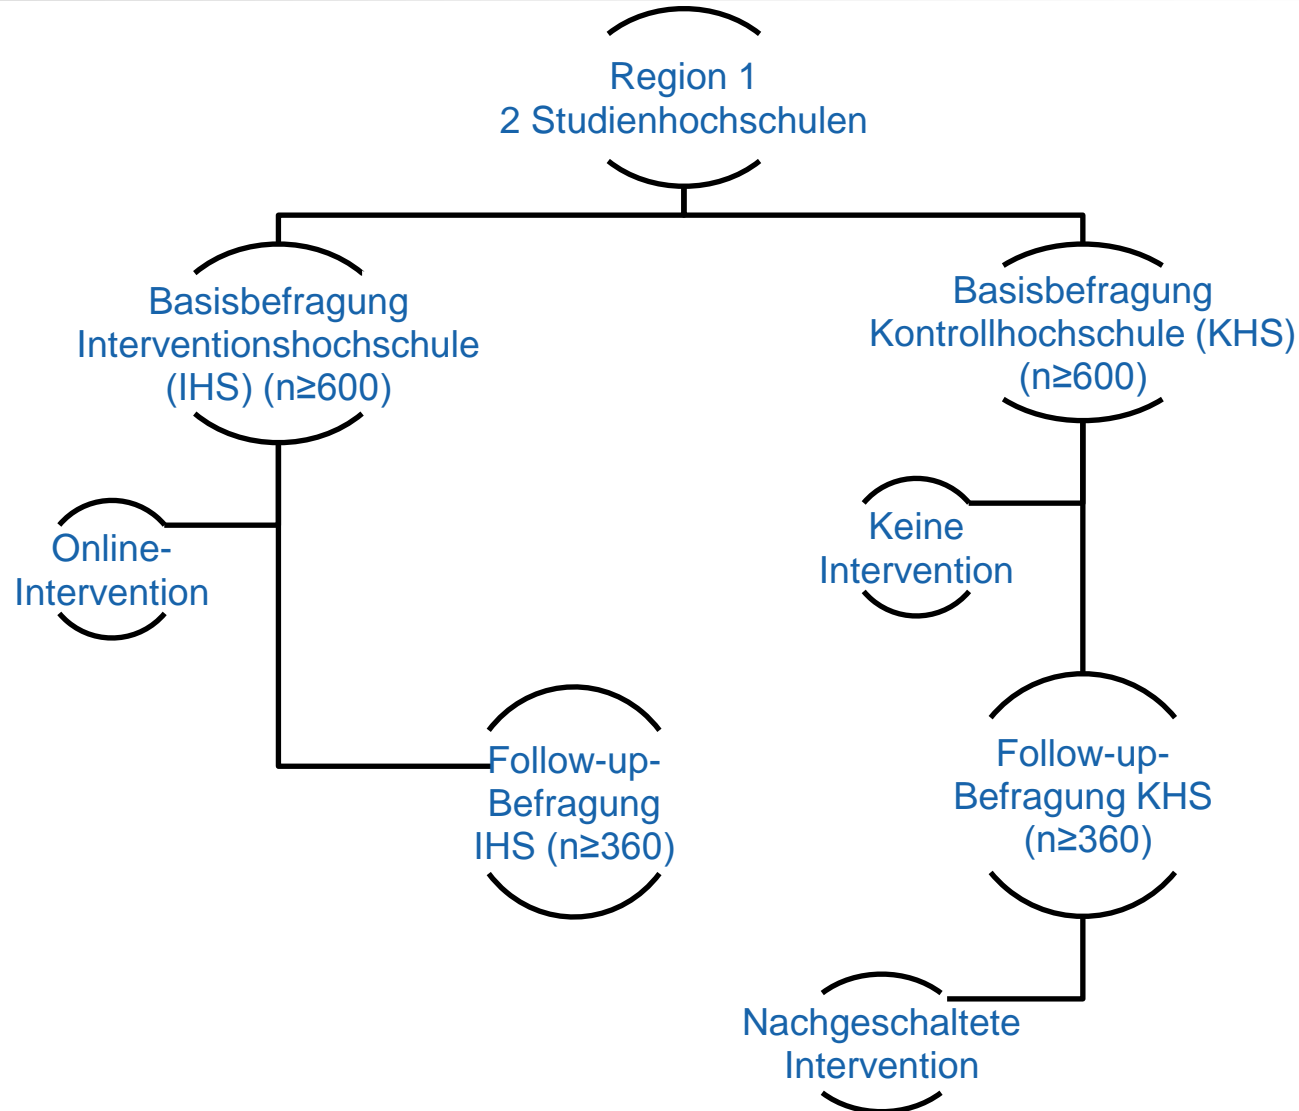 Region 1
2 Studienhochschulen
Basisbefragung
Interventionshochschule
(IHS) (n≥600)
Basisbefragung
Kontrollhochschule (KHS)
(n≥600)
Online-
Intervention
Keine
Intervention
Follow-up-
Befragung
IHS (n≥360)
Follow-up-
Befragung KHS
(n≥360)
Nachgeschaltete
Intervention